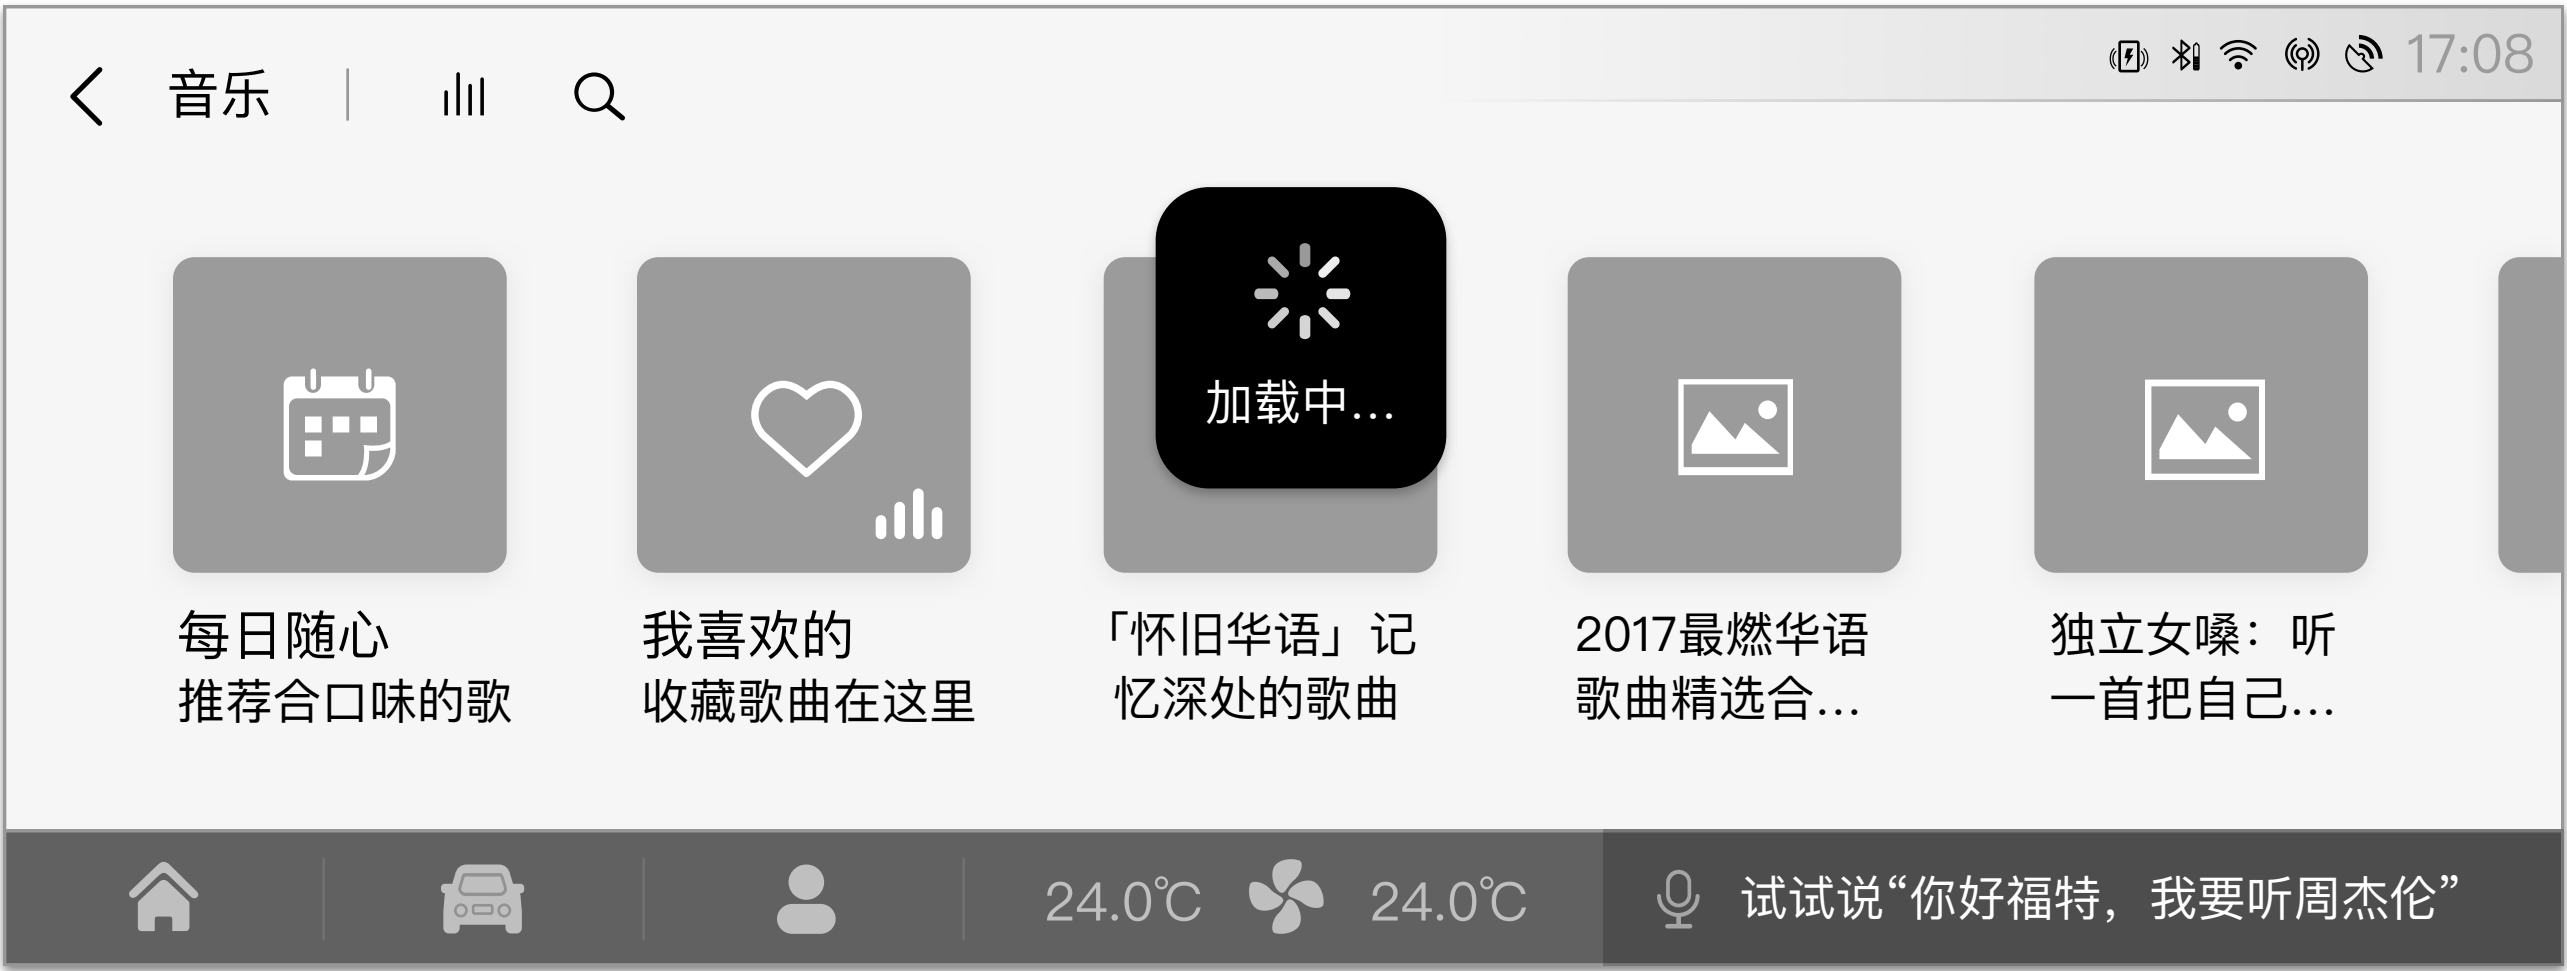 音乐
17:08
加载中...
每日随心
推荐合口味的歌
我喜欢的
收藏歌曲在这里
「怀旧华语」记
忆深处的歌曲
2017最燃华语
歌曲精选合...
独立女嗓：听
一首把自己...
24.0℃
24.0℃
试试说“你好福特，我要听周杰伦”